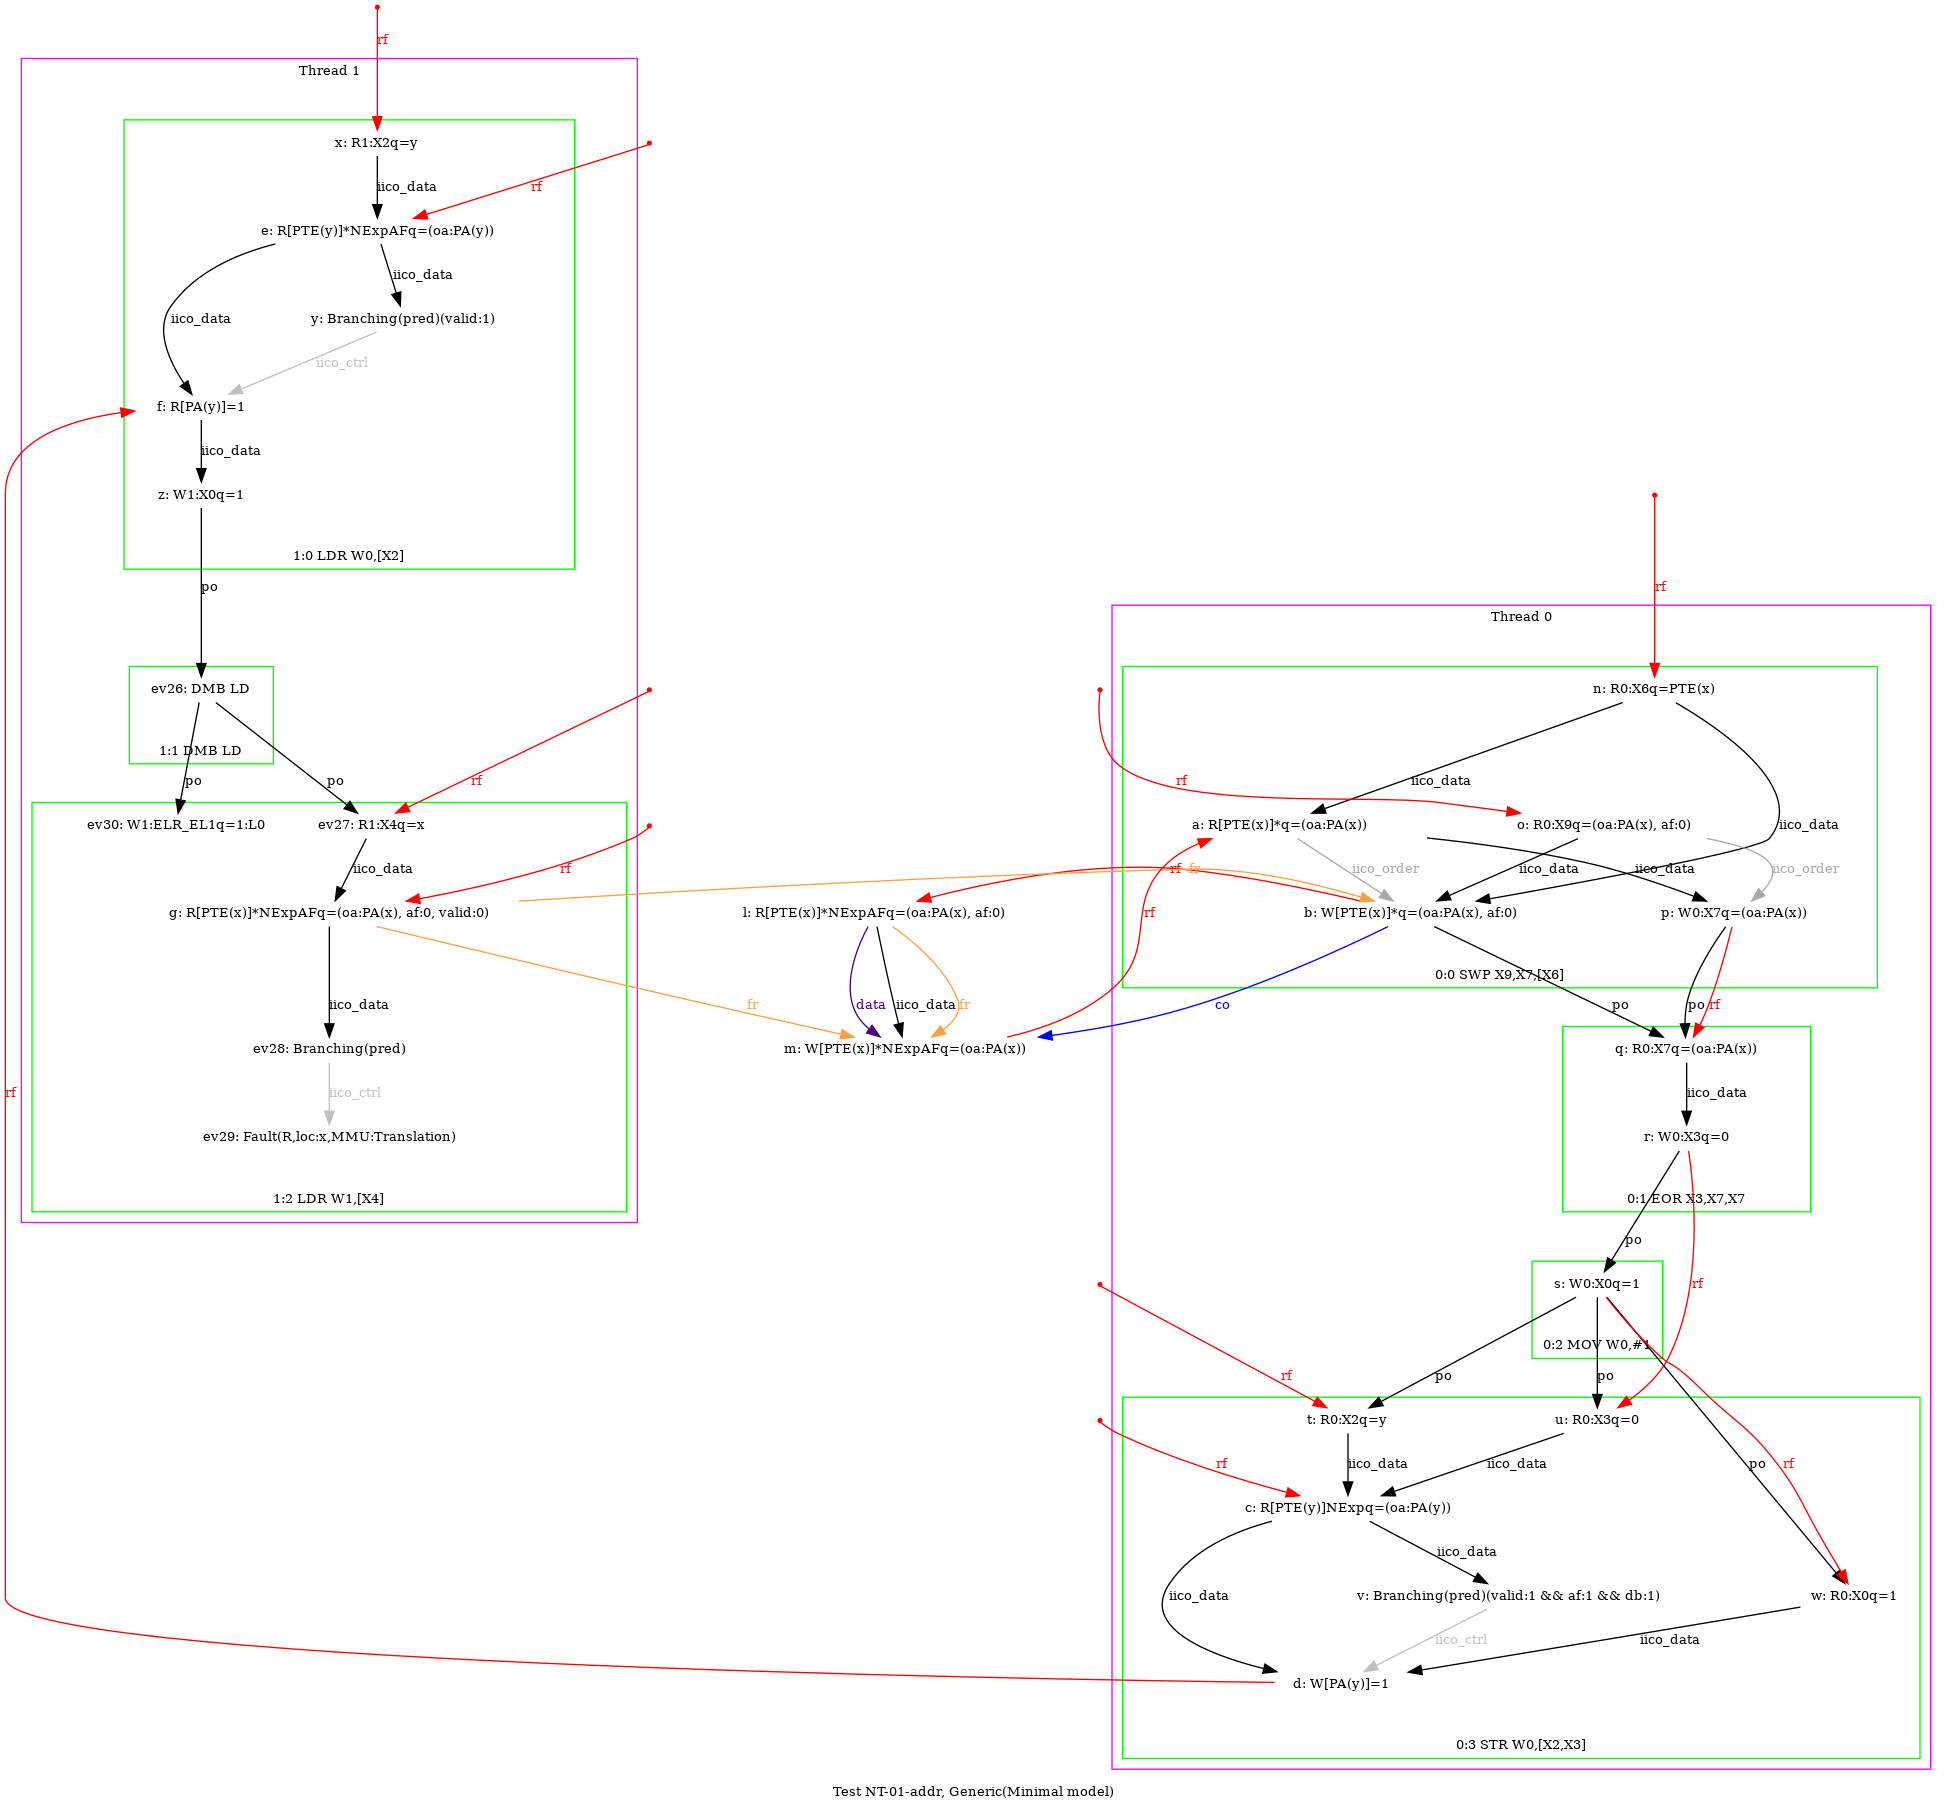 rf
Thread 1
x: R1:X2q=y
iico_data
rf
e: R[PTE(y)]*NExpAFq=(oa:PA(y))
iico_data
iico_data
y: Branching(pred)(valid:1)
iico_ctrl
f: R[PA(y)]=1
iico_data
z: W1:X0q=1
1:0 LDR W0,[X2]
po
rf
Thread 0
ev26: DMB LD
n: R0:X6q=PTE(x)
1:1 DMB LD
po
po
rf
rf
iico_data
ev30: W1:ELR_EL1q=1:L0
ev27: R1:X4q=x
a: R[PTE(x)]*q=(oa:PA(x))
o: R0:X9q=(oa:PA(x), af:0)
iico_data
iico_data
rf
rf
fr
iico_order
iico_data
iico_data
iico_order
g: R[PTE(x)]*NExpAFq=(oa:PA(x), af:0, valid:0)
l: R[PTE(x)]*NExpAFq=(oa:PA(x), af:0)
rf
b: W[PTE(x)]*q=(oa:PA(x), af:0)
p: W0:X7q=(oa:PA(x))
0:0 SWP X9,X7,[X6]
iico_data
fr
data
iico_data
fr
co
po
po
rf
ev28: Branching(pred)
m: W[PTE(x)]*NExpAFq=(oa:PA(x))
q: R0:X7q=(oa:PA(x))
rf
iico_ctrl
iico_data
ev29: Fault(R,loc:x,MMU:Translation)
r: W0:X3q=0
1:2 LDR W1,[X4]
0:1 EOR X3,X7,X7
po
s: W0:X0q=1
rf
0:2 MOV W0,#1
rf
po
po
t: R0:X2q=y
u: R0:X3q=0
rf
iico_data
iico_data
po
rf
c: R[PTE(y)]NExpq=(oa:PA(y))
iico_data
iico_data
v: Branching(pred)(valid:1 && af:1 && db:1)
w: R0:X0q=1
iico_ctrl
iico_data
d: W[PA(y)]=1
0:3 STR W0,[X2,X3]
Test NT-01-addr, Generic(Minimal model)